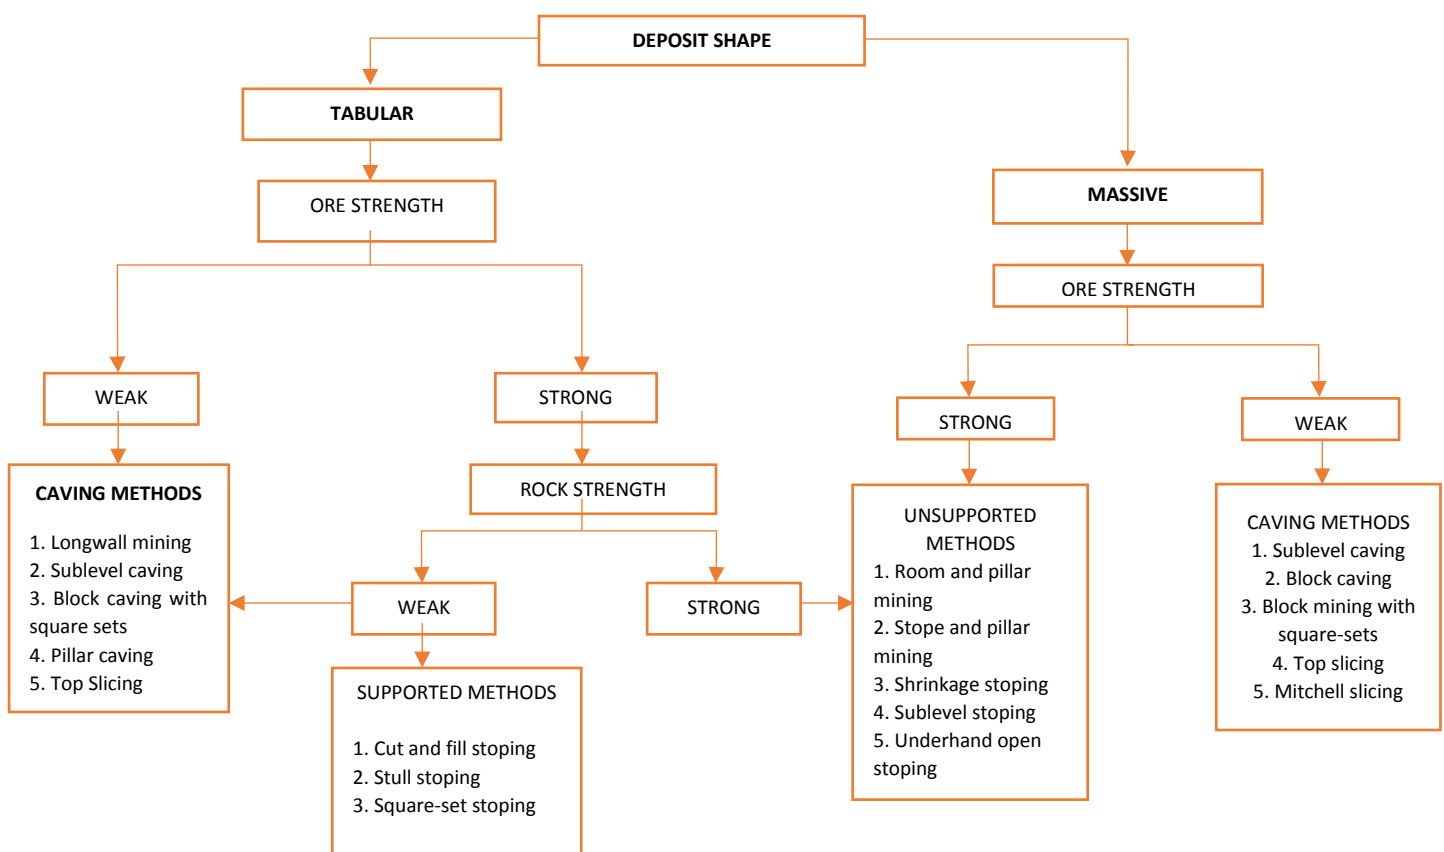 DEPOSIT SHAPE
TABULAR
ORE STRENGTH
MASSIVE
ORE STRENGTH
WEAK
STRONG
STRONG
WEAK
CAVING METHODS
1. Longwall mining
2. Sublevel caving
3. Block caving with
square sets
4. Pillar caving
5. Top Slicing
ROCK STRENGTH
WEAK
STRONG
SUPPORTED METHODS
1. Cut and fill stoping
2. Stull stoping
3. Square-set stoping
UNSUPPORTED
METHODS
1. Room and pillar
mining
2. Stope and pillar
mining
3. Shrinkage stoping
4. Sublevel stoping
5. Underhand open
stoping
CAVING METHODS
1. Sublevel caving
2. Block caving
3. Block mining with
square-sets
4. Top slicing
5. Mitchell slicing